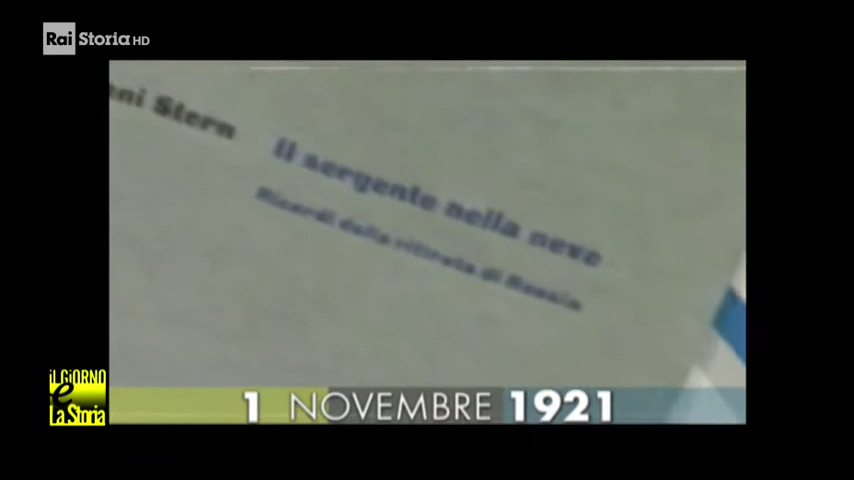 Rai Storia HD
nni Stern
il sergente nella neve
Ricordi della ritirata di Russia
iL GiORNO
e
La Storia
1 NOVEMBRE 1921